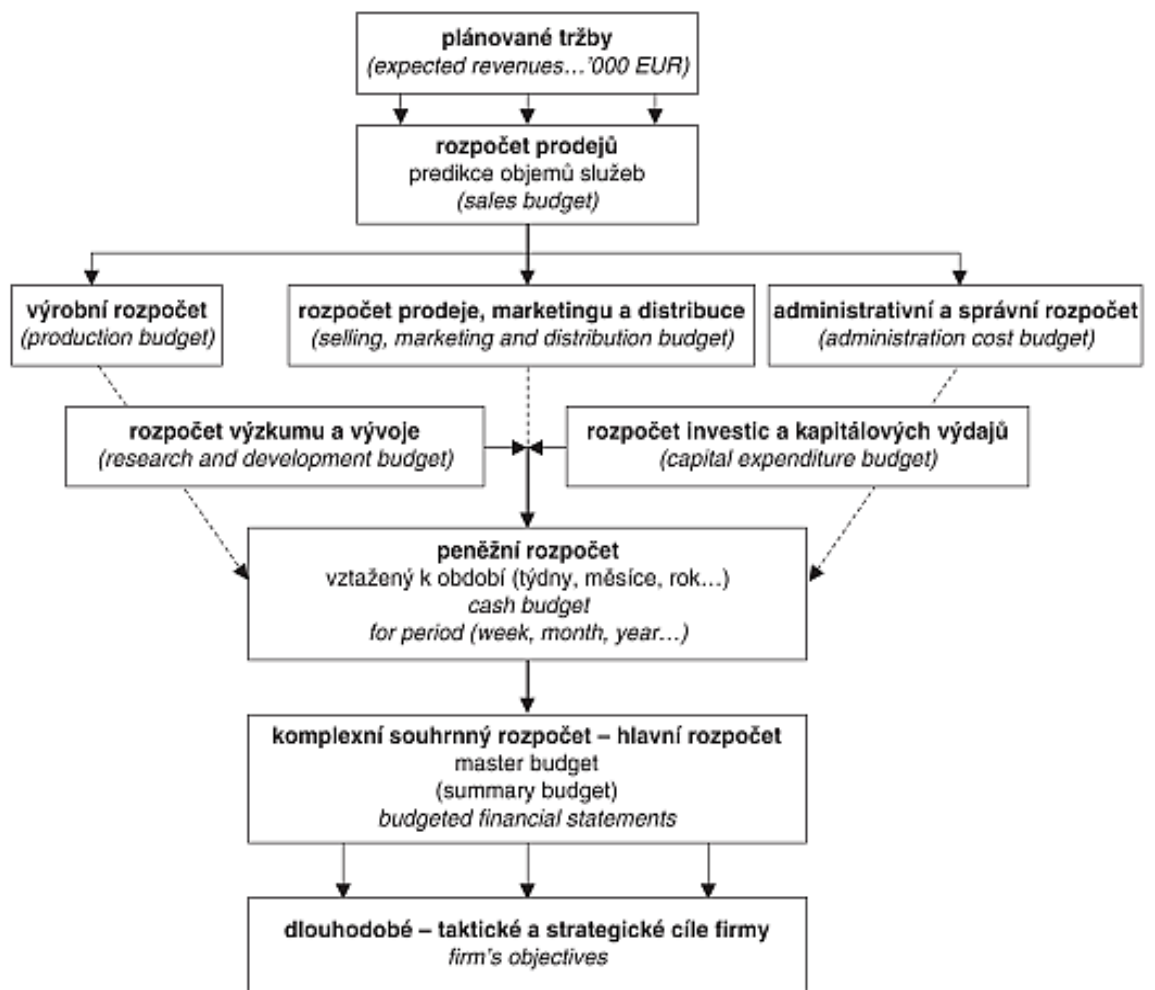 plánované tržby
(expected revenues…’000 EUR)
rozpočet prodejů
predikce objemů služeb
(sales budget)
výrobní rozpočet
(production budget)
rozpočet prodeje, marketingu a distribuce
(selling, marketing and distribution budget)
administrativní a správní rozpočet
(administration cost budget)
rozpočet výzkumu a vývoje
(research and development budget)
rozpočet investic a kapitálových výdajů
(capital expenditure budget)
peněžní rozpočet
vztažený k období (týdny, měsíce, rok…)
cash budget
for period (week, month, year…)
komplexní souhrnný rozpočet – hlavní rozpočet
master budget
(summary budget)
budgeted financial statements
dlouhodobé – taktické a strategické cíle firmy
firm’s objectives